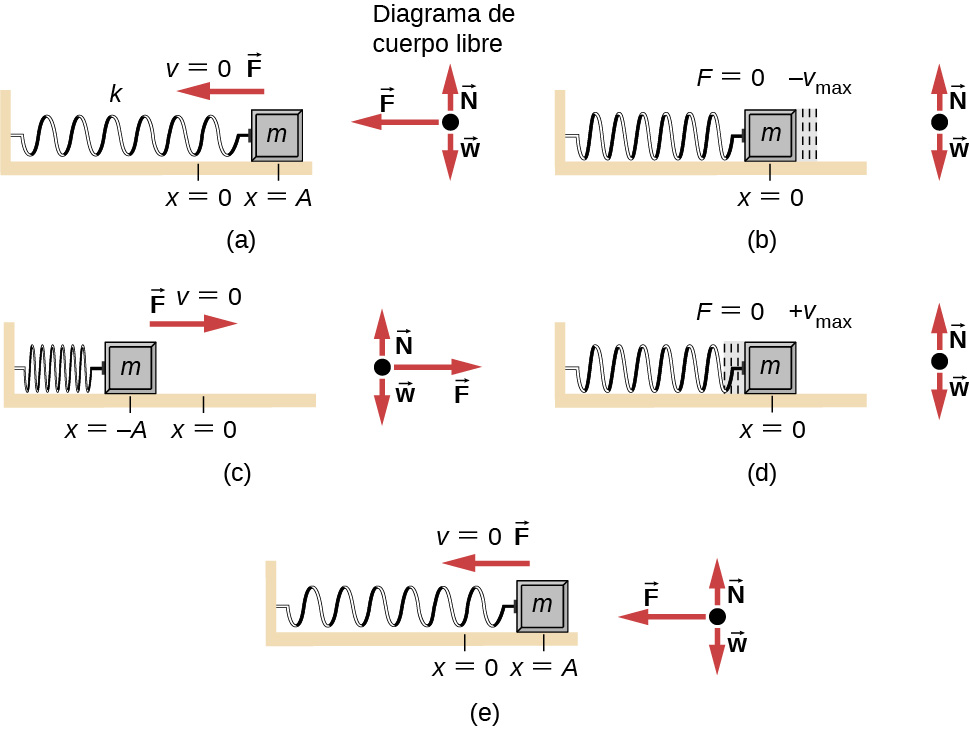 Diagrama de
cuerpo libre
k
v = 0 F⃗
m
x = 0 x = A
F⃗
N⃗
w⃗
(a)
F = 0 –vmax
m
x = 0
N⃗
w⃗
(b)
F⃗ v = 0
m
x = –A x = 0
N⃗
w⃗
F⃗
(c)
F = 0 +vmax
m
x = 0
N⃗
w⃗
(d)
v = 0 F⃗
m
x = 0 x = A
F⃗
N⃗
w⃗
(e)